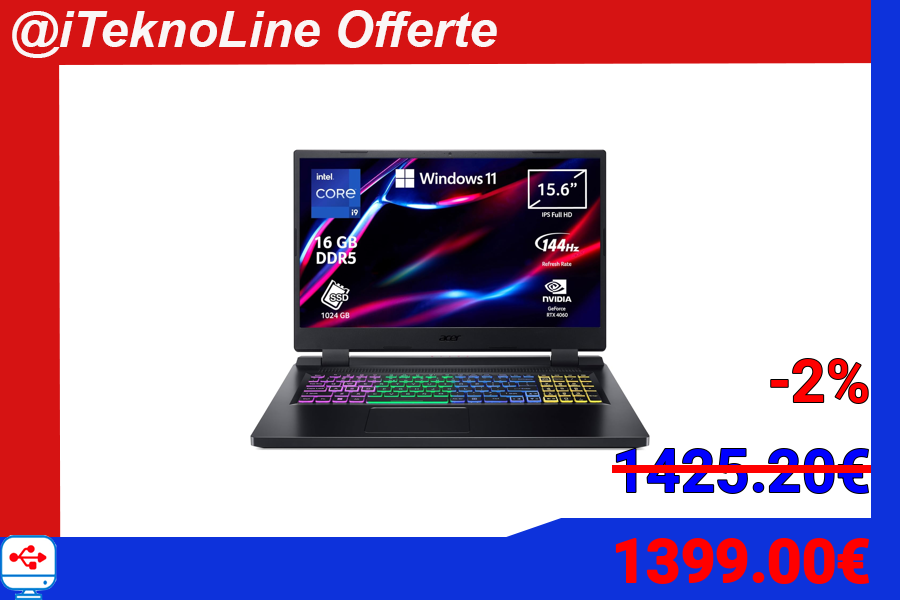 @iTeknoLine Offerte
intel.
CORE
i9
Windows 11
15.6”
IPS Full HD
16 GB
DDR5
144Hz
Refresh Rate
SSD
1024 GB
NVIDIA
GeForce
RTX 4060
acer
-2%
1425.20€
1399.00€